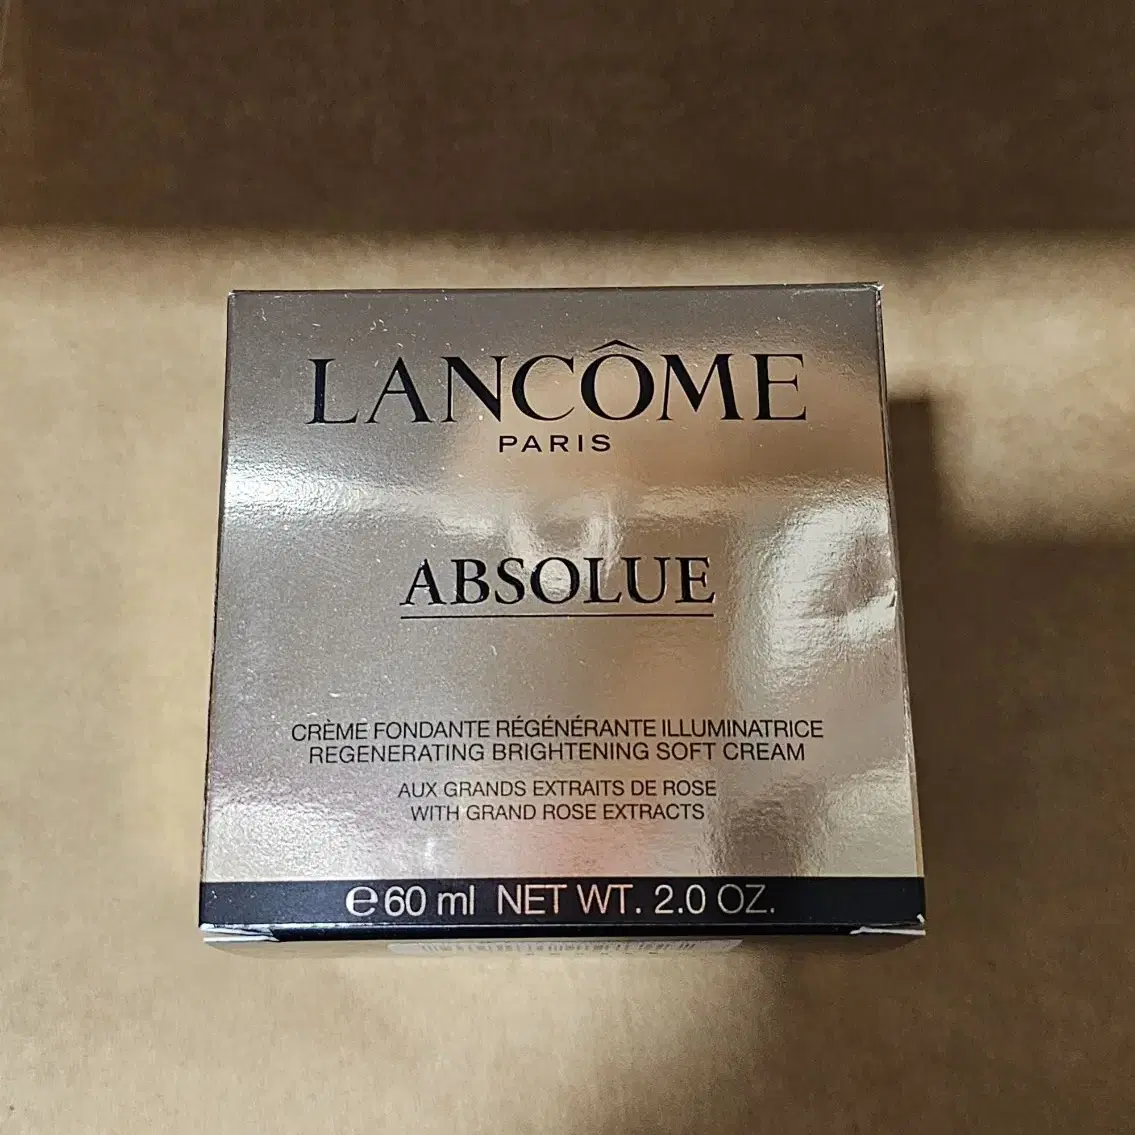 LANCÔME
PARIS
ABSOLUE
CRÈME FONDANTE RÉGÉNÉRANTE ILLUMINATRICE
REGENERATING BRIGHTENING SOFT CREAM
AUX GRANDS EXTRAITS DE ROSE
WITH GRAND ROSE EXTRACTS
℮60 ml NET WT. 2.0 OZ.